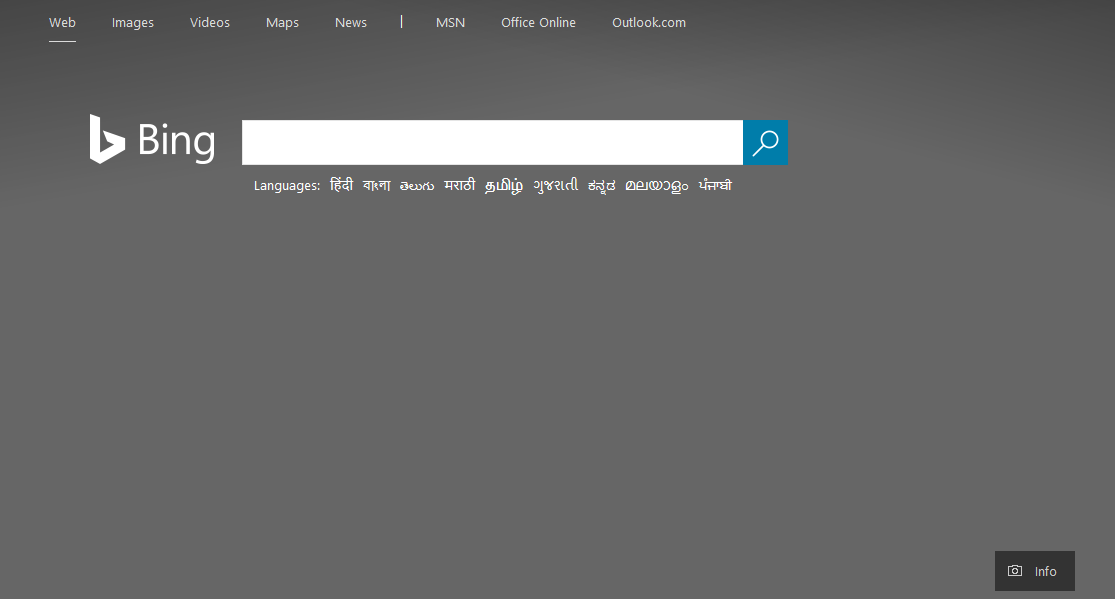 Web Images Videos Maps News | MSN Office Online Outlook.com
Bing
Languages: हिंदी বাংলা తెలుగు मराठी தமிழ் ગુજરાતી ಕನ್ನಡ മലയാളം ਪੰਜਾਬੀ
Info